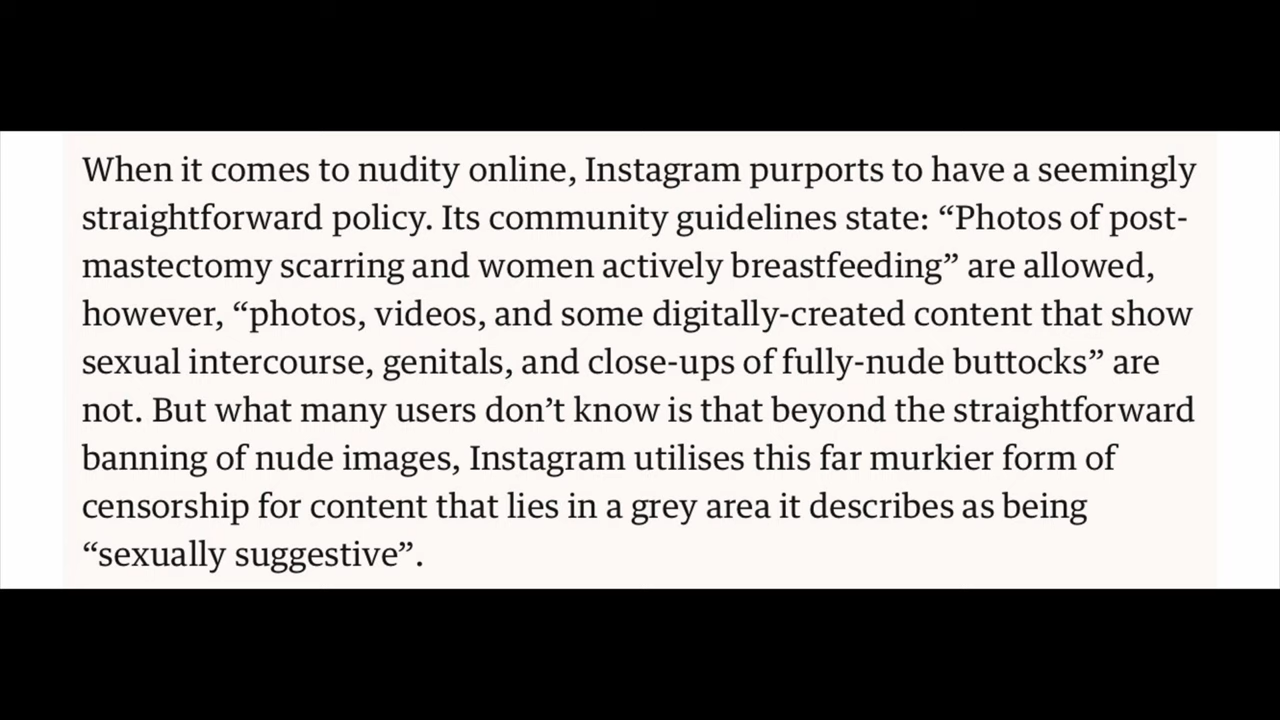 When it comes to nudity online, Instagram purports to have a seemingly
straightforward policy. Its community guidelines state: “Photos of post-
mastectomy scarring and women actively breastfeeding” are allowed,
however, “photos, videos, and some digitally-created content that show
sexual intercourse, genitals, and close-ups of fully-nude buttocks” are
not. But what many users don’t know is that beyond the straightforward
banning of nude images, Instagram utilises this far murkier form of
censorship for content that lies in a grey area it describes as being
“sexually suggestive”.